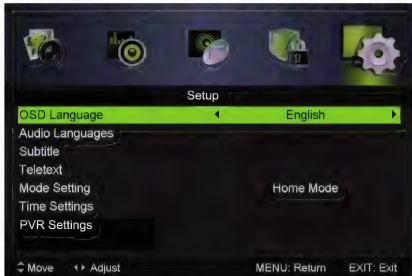 Setup
OSD Language English
Audio Languages
Subtitle
Teletext
Mode Setting Home Mode
Time Settings
PVR Settings
Move Adjust MENU: Return EXIT: Exit